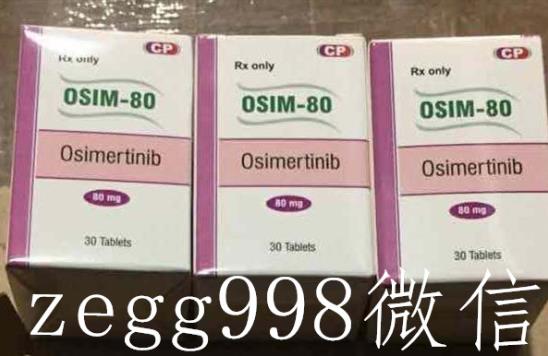 CP
Rx only
OSIM-80
Osimertinib
80 mg
30 Tablets
CP
Rx only
OSIM-80
Osimertinib
80 mg
30 Tablets
CP
Rx only
OSIM-80
Osimertinib
80 mg
30 Tablets
zegg998微信